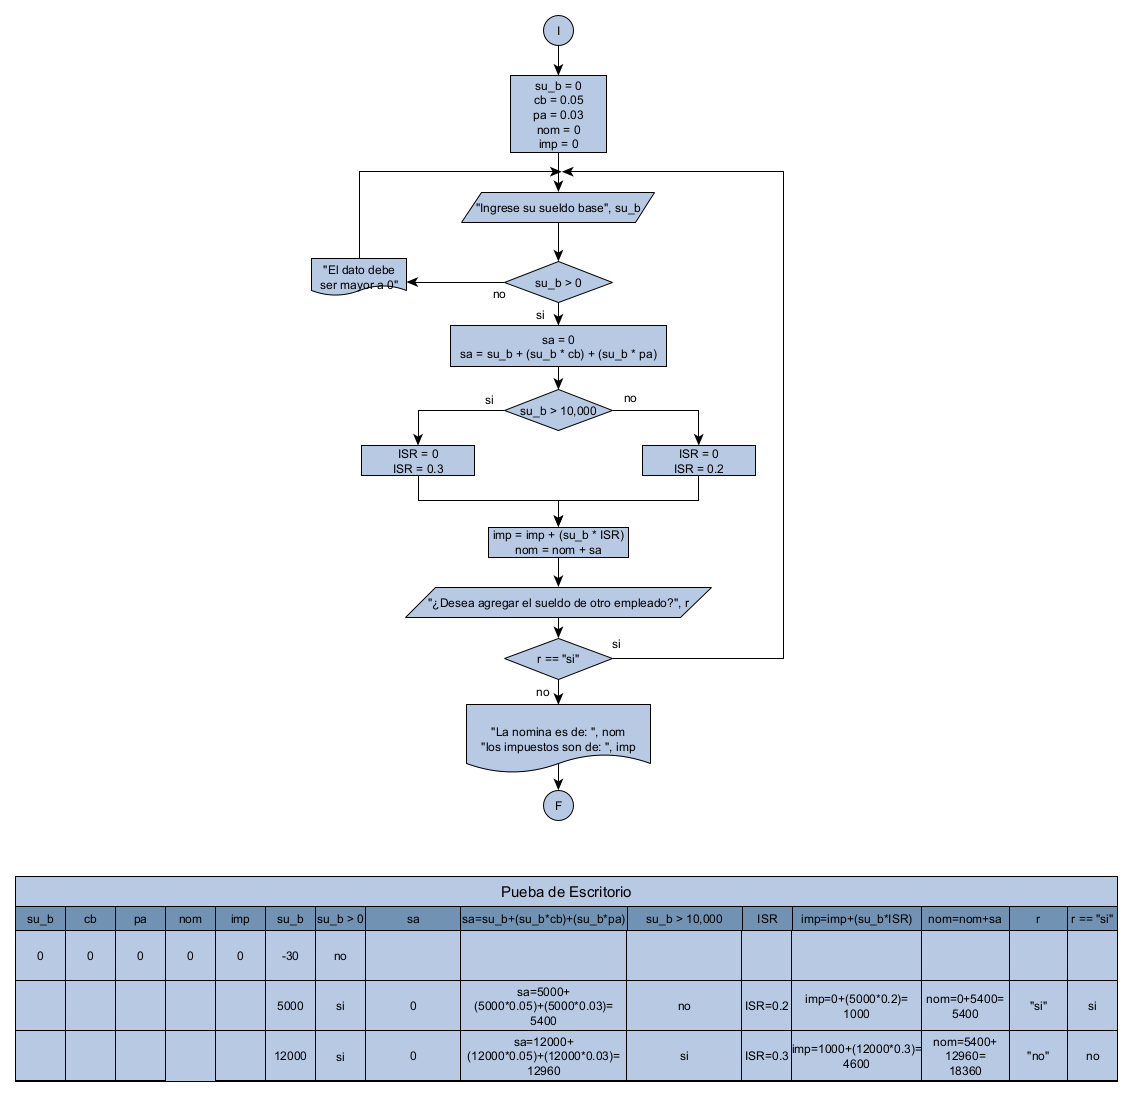 I
su_b = 0
cb = 0.05
pa = 0.03
nom = 0
imp = 0
"Ingrese su sueldo base", su_b
"El dato debe
ser mayor a 0"
su_b > 0
no
si
sa = 0
sa = su_b + (su_b * cb) + (su_b * pa)
si
no
su_b > 10,000
ISR = 0
ISR = 0.3
ISR = 0
ISR = 0.2
imp = imp + (su_b * ISR)
nom = nom + sa
"¿Desea agregar el sueldo de otro empleado?", r
si
r == "si"
no
"La nomina es de: ", nom
"los impuestos son de: ", imp
F
Pueba de Escritorio
su_b cb pa nom imp su_b su_b > 0 sa sa=su_b+(su_b*cb)+(su_b*pa) su_b > 10,000 ISR imp=imp+(su_b*ISR) nom=nom+sa r r == "si"
0 0 0 0 0 -30 no
5000 si 0
sa=5000+
(5000*0.05)+(5000*0.03)=
5400
no ISR=0.2
imp=0+(5000*0.2)=
1000
nom=0+5400=
5400
"si" si
12000 si 0
sa=12000+
(12000*0.05)+(12000*0.03)=
12960
si ISR=0.3
imp=1000+(12000*0.3)=
4600
nom=5400+
12960=
18360
"no" no